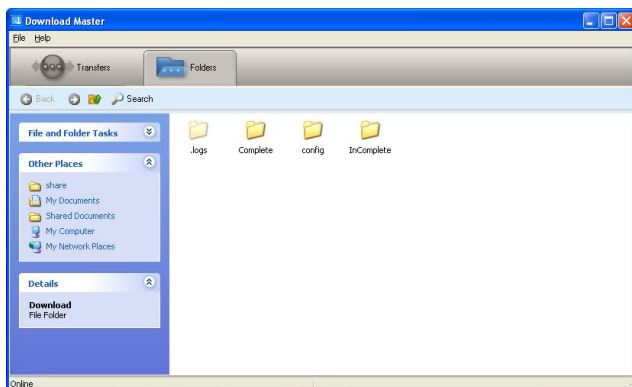 Download Master
File Help
Transfers Folders
Back Search
File and Folder Tasks
Other Places
share
My Documents
Shared Documents
My Computer
My Network Places
Details
Download
File Folder
.logs Complete config InComplete
Online